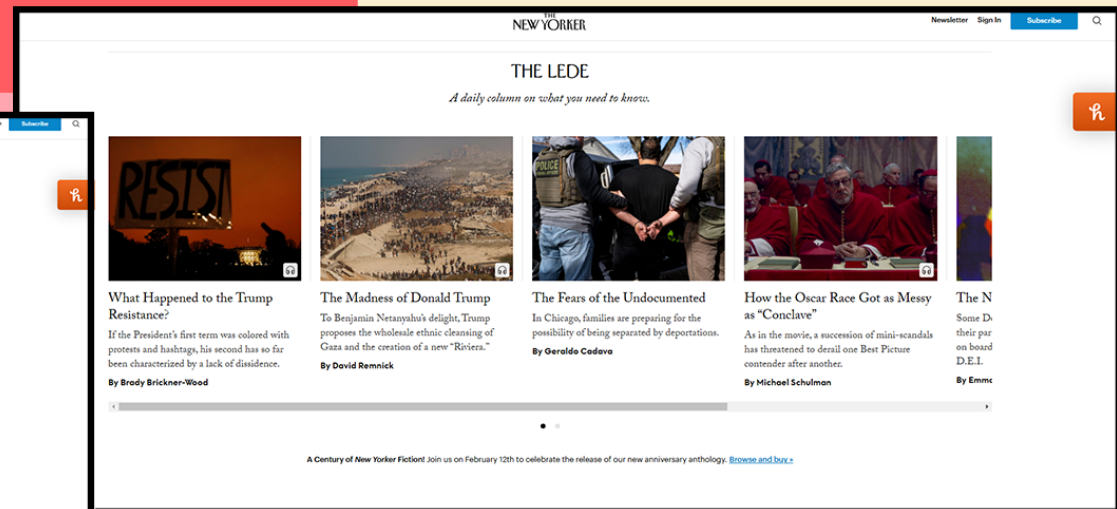 THE
NEW YORKER
Newsletter Sign In Subscribe
THE LEDE
A daily column on what you need to know.
Subscribe
RESIST
POLICE
What Happened to the Trump
Resistance?
If the President's first term was colored with
protests and hashtags, his second has so far
been characterized by a lack of dissidence.
By Brady Brickner-Wood
The Madness of Donald Trump
To Benjamin Netanyahu's delight, Trump
proposes the wholesale ethnic cleansing of
Gaza and the creation of a new “Riviera.”
By David Remnick
The Fears of the Undocumented
In Chicago, families are preparing for the
possibility of being separated by deportations.
By Geraldo Cadava
How the Oscar Race Got as Messy
as “Conclave”
As in the movie, a succession of mini-scandals
has threatened to derail one Best Picture
contender after another.
By Michael Schulman
The N
Some D
their par
on board
D.E.I.
By Emma
A Century of New Yorker Fiction! Join us on February 12th to celebrate the release of our new anniversary anthology. Browse and buy »